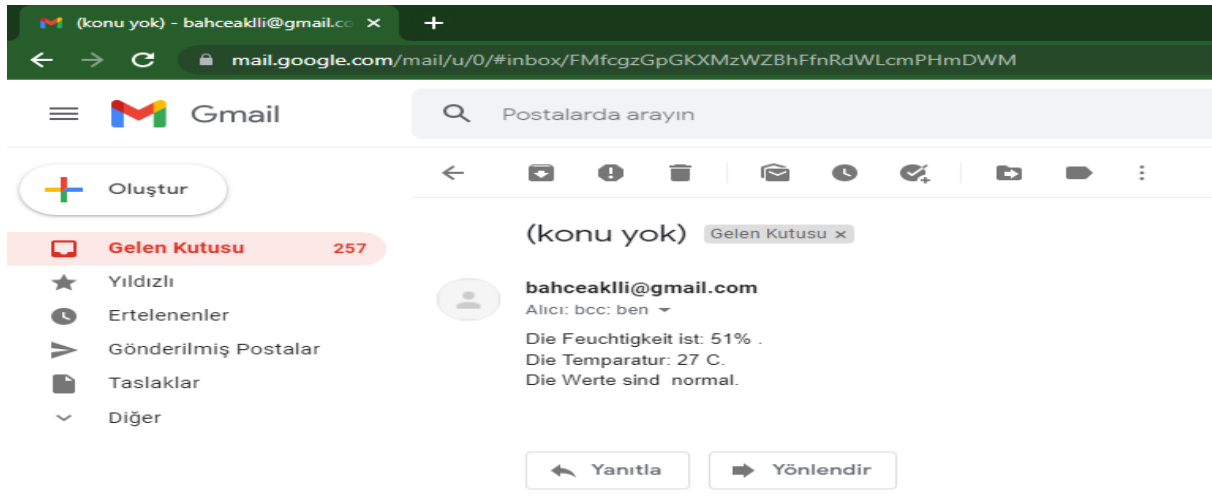 (konu yok) - bahceaklli@gmail.cc
mail.google.com/mail/u/0/#inbox/FMfcgzGpGKXMzWZBhFfnRdWLcmPHmDWM
Gmail
Postalarda arayın
Oluştur
Gelen Kutusu 257
Yıldızlı
Ertelenenler
Gönderilmiş Postalar
Taslaklar
Diğer
(konu yok) Gelen Kutusu x
bahceaklli@gmail.com
Alıcı: bcc: ben
Die Feuchtigkeit ist: 51% .
Die Temparatur: 27 C.
Die Werte sind  normal.
Yanıtla
Yönlendir